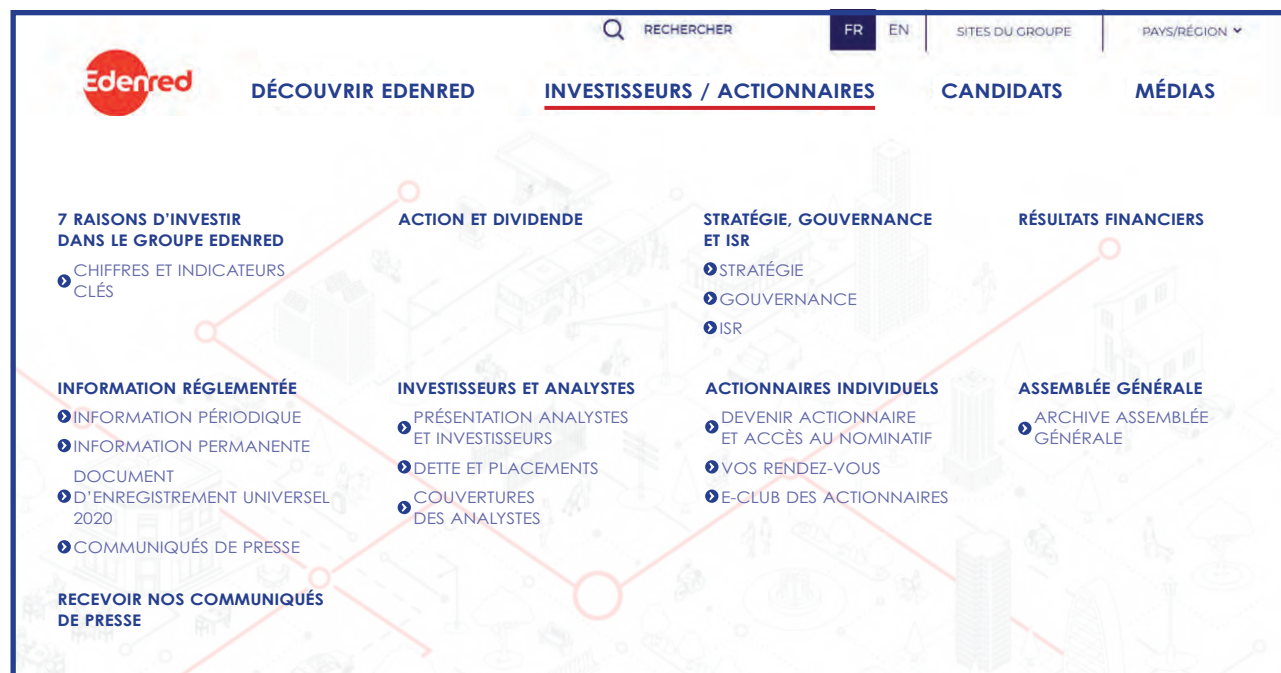 RECHERCHER
FR EN SITES DU GROUPE PAYS/RÉGION
Edenred
DÉCOUVRIR EDENRED INVESTISSEURS / ACTIONNAIRES CANDIDATS MÉDIAS
7 RAISONS D'INVESTIR
DANS LE GROUPE EDENRED
CHIFFRES ET INDICATEURS
CLÉS
ACTION ET DIVIDENDE
STRATÉGIE, GOUVERNANCE
ET ISR
STRATÉGIE
GOUVERNANCE
ISR
RÉSULTATS FINANCIERS
INFORMATION RÉGLEMENTÉE
INFORMATION PÉRIODIQUE
INFORMATION PERMANENTE
DOCUMENT
D'ENREGISTREMENT UNIVERSEL
2020
COMMUNIQUÉS DE PRESSE
INVESTISSEURS ET ANALYSTES
PRÉSENTATION ANALYSTES
ET INVESTISSEURS
DETTE ET PLACEMENTS
COUVERTURES
DES ANALYSTES
ACTIONNAIRES INDIVIDUELS
DEVENIR ACTIONNAIRE
ET ACCÈS AU NOMINATIF
VOS RENDEZ-VOUS
E-CLUB DES ACTIONNAIRES
ASSEMBLÉE GÉNÉRALE
ARCHIVE ASSEMBLÉE
GÉNÉRALE
RECEVOIR NOS COMMUNIQUÉS
DE PRESSE